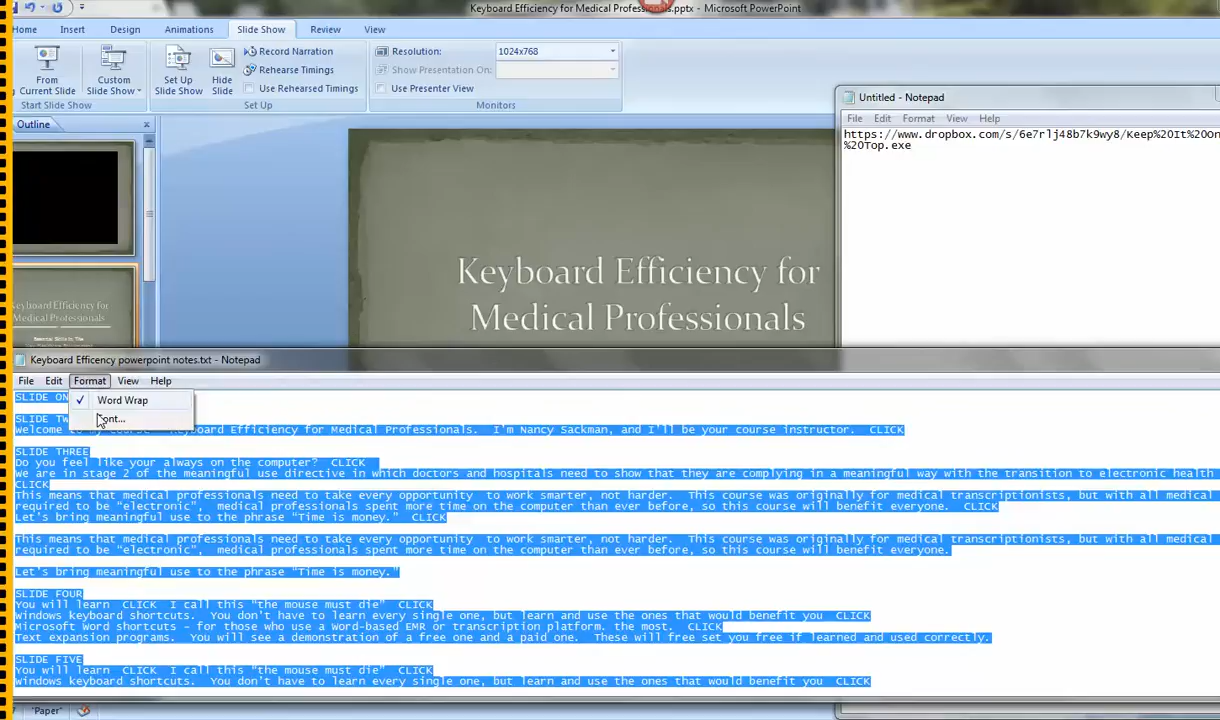 Keyboard Efficiency for Medical Professionals.pptx - Microsoft PowerPoint
Home Insert Design Animations Slide Show Review View
From Current Slide
Custom Slide Show
Start Slide Show
Set Up Slide Show
Hide Slide
Record Narration
Rehearse Timings
Use Rehearsed Timings
Set Up
Resolution: 1024x768
Show Presentation On:
Use Presenter View
Monitors
Outline
Keyboard Efficiency for
Medical Professionals
Keyboard Efficiency for
Medical Professionals
Untitled - Notepad
File Edit Format View Help
https://www.dropbox.com/s/6e7rlj48b7k9wy8/Keep%20It%20On
%20Top.exe
Keyboard Efficency powerpoint notes.txt - Notepad
File Edit Format View Help
Word Wrap
Font...
SLIDE ON
SLIDE TW
Welcome to my course - Keyboard Efficiency for Medical Professionals. I'm Nancy Sackman, and I'll be your course instructor. CLICK
SLIDE THREE
Do you feel like your always on the computer? CLICK
We are in stage 2 of the meaningful use directive in which doctors and hospitals need to show that they are complying in a meaningful way with the transition to electronic health
CLICK
This means that medical professionals need to take every opportunity to work smarter, not harder. This course was originally for medical transcriptionists, but with all medical
required to be "electronic", medical professionals spent more time on the computer than ever before, so this course will benefit everyone. CLICK
Let's bring meaningful use to the phrase "Time is money." CLICK
This means that medical professionals need to take every opportunity to work smarter, not harder. This course was originally for medical transcriptionists, but with all medical
required to be "electronic", medical professionals spent more time on the computer than ever before, so this course will benefit everyone.
Let's bring meaningful use to the phrase "Time is money."
SLIDE FOUR
You will learn CLICK I call this "the mouse must die" CLICK
Windows keyboard shortcuts. You don't have to learn every single one, but learn and use the ones that would benefit you CLICK
Microsoft Word shortcuts - for those who use a word-based EMR or transcription platform. the most. CLICK
Text expansion programs. You will see a demonstration of a free one and a paid one. These will free set you free if learned and used correctly.
SLIDE FIVE
You will learn CLICK I call this "the mouse must die" CLICK
Windows keyboard shortcuts. You don't have to learn every single one, but learn and use the ones that would benefit you CLICK
"Paper"